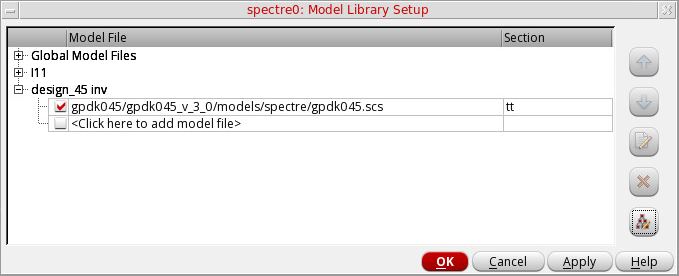 spectre0: Model Library Setup
Model File Section
Global Model Files
I11
design_45 inv
gpdk045/gpdk045_v_3_0/models/spectre/gpdk045.scs tt
<Click here to add model file>
OK Cancel Apply Help